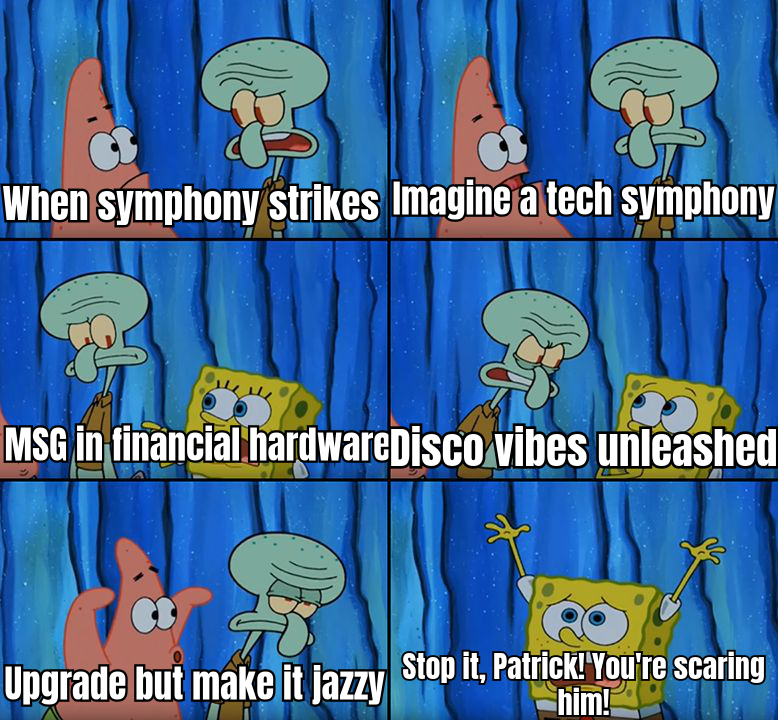 When symphony strikes
Imagine a tech symphony
MSG in financial hardware
Disco vibes unleashed
Upgrade but make it jazzy
Stop it, Patrick! You're scaring
him!